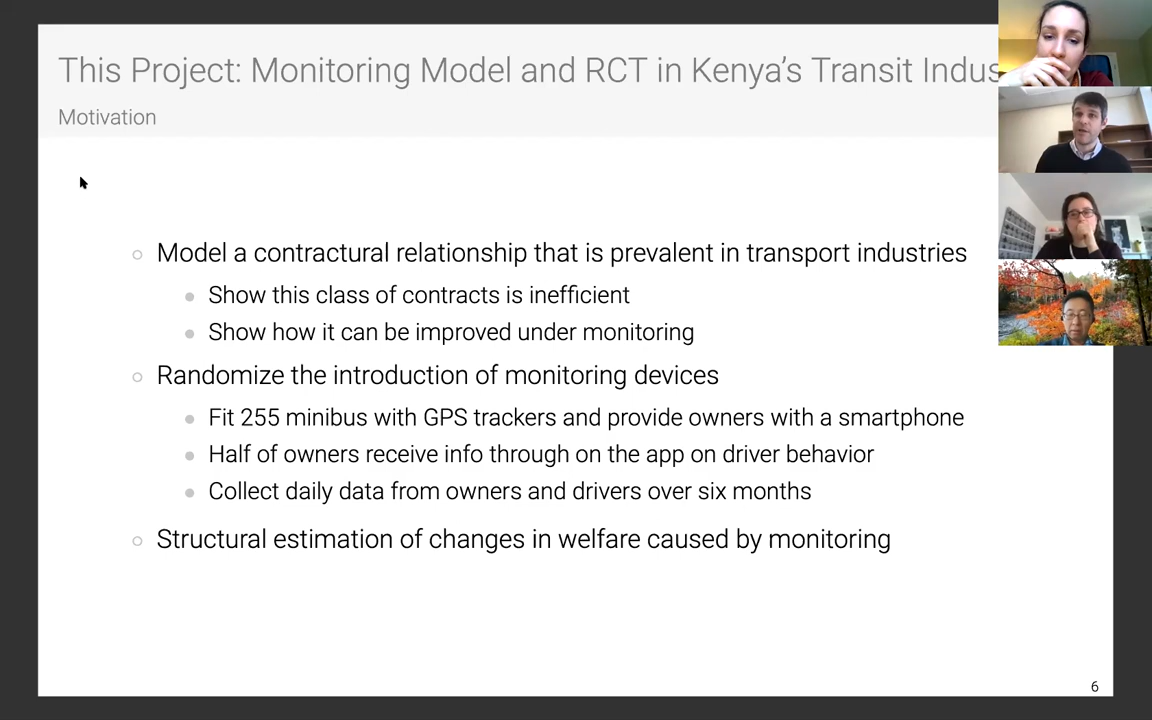 This Project: Monitoring Model and RCT in Kenya's Transit
Motivation
Model a contractural relationship that is prevalent in transport industries
Show this class of contracts is inefficient
Show how it can be improved under monitoring
Randomize the introduction of monitoring devices
Fit 255 minibus with GPS trackers and provide owners with a smartphone
Half of owners receive info through on the app on driver behavior
Collect daily data from owners and drivers over six months
Structural estimation of changes in welfare caused by monitoring
6